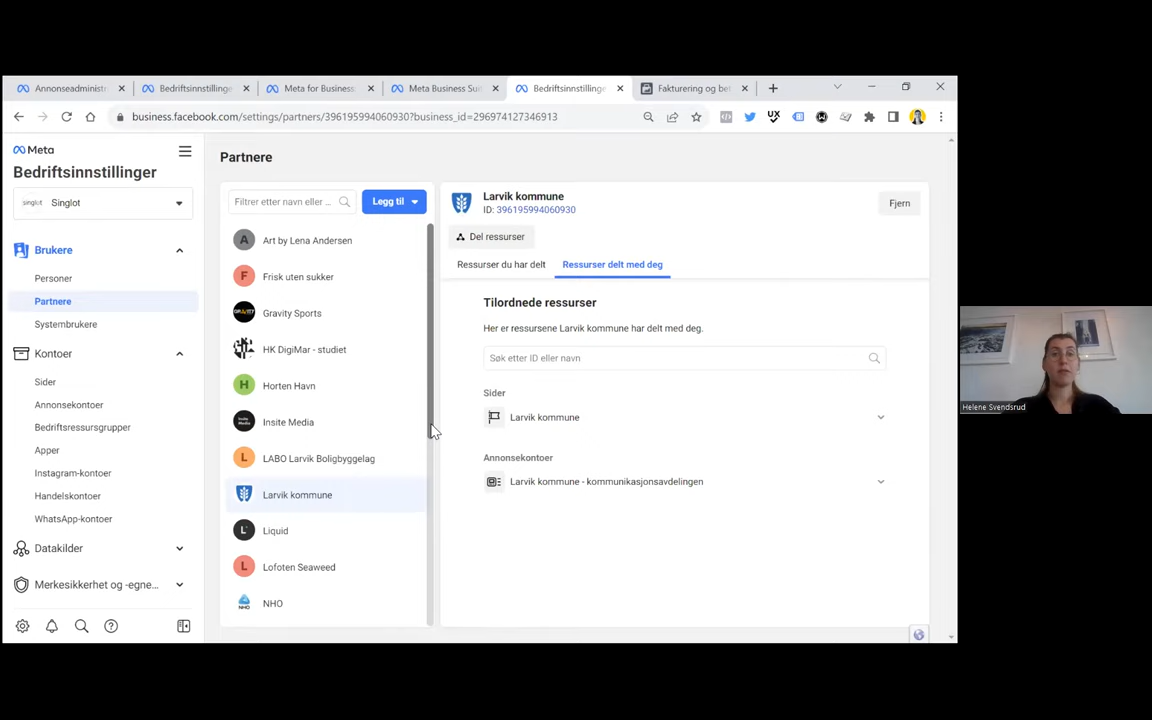 Annonseadministr
Bedriftsinnstillinge
Meta for Business
Meta Business Sui
Bedriftsinnstillinge
Fakturering og bet
business.facebook.com/settings/partners/396195994060930?business_id=296974127346913
Meta
Bedriftsinnstillinger
singlot
Singlot
Brukere
Personer
Partnere
Systembrukere
Kontoer
Sider
Annonsekontoer
Bedriftsressursgrupper
Apper
Instagram-kontoer
Handelskontoer
WhatsApp-kontoer
Datakilder
Merkesikkerhet og -egne...
Partnere
Filtrer etter navn eller ...
Legg til
A Art by Lena Andersen
F Frisk uten sukker
Gravity Sports
HK DigiMar - studiet
H Horten Havn
Insite Media
L LABO Larvik Boligbyggelag
Larvik kommune
L Liquid
L Lofoten Seaweed
NHO NHO
Larvik kommune
ID: 396195994060930
Fjern
Del ressurser
Ressurser du har delt
Ressurser delt med deg
Tilordnede ressurser
Her er ressursene Larvik kommune har delt med deg.
Søk etter ID eller navn
Sider
Larvik kommune
Annonsekontoer
Larvik kommune - kommunikasjonsavdelingen
Helene Svendsrud